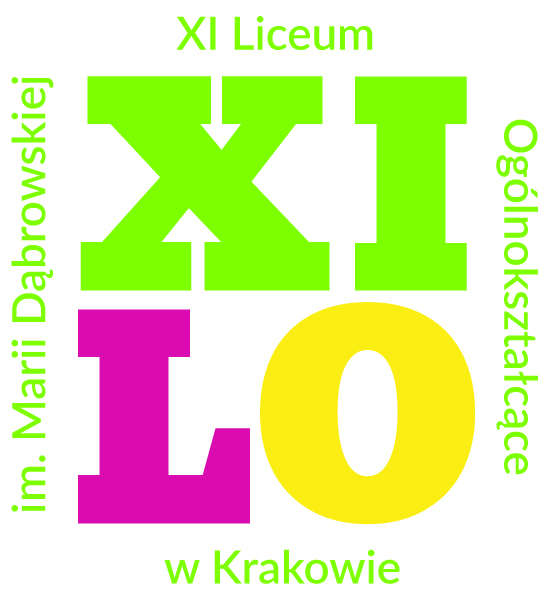 XI Liceum
Ogólnokształcące
im. Marii Dąbrowskiej
w Krakowie
XI
LO